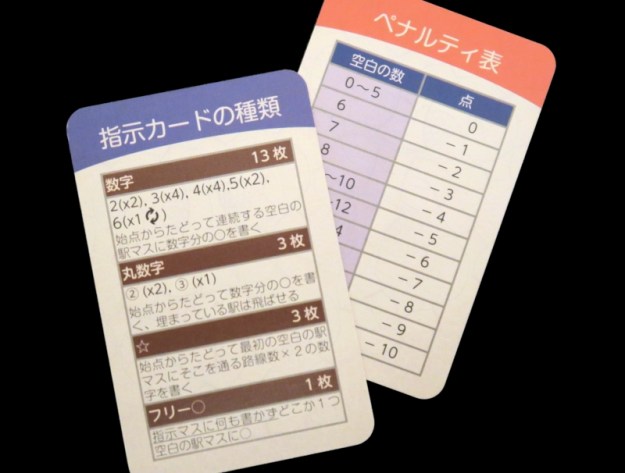 指示カードの種類
数字 13枚
2(x2), 3(x4), 4(x4),5(x2),
6(x1 )
始点からたどって連続する空白の
駅マスに数字分の○を書く
丸数字 3枚
② (x2), ③ (x1)
始点からたどって数字分の○を書
く、埋まっている駅は飛ばせる
☆ 3枚
始点からたどって最初の空白の駅
マスにそこを通る路線数×2の数
字を書く
フリー○ 1枚
指示マスに何も書かずどこか1つ
空白の駅マスに○
ペナルティ表
空白の数 点
0～5 0
6 −1
7 −2
8 −3
～10 −4
12 −5
4 −6
−7
−8
−9
−10